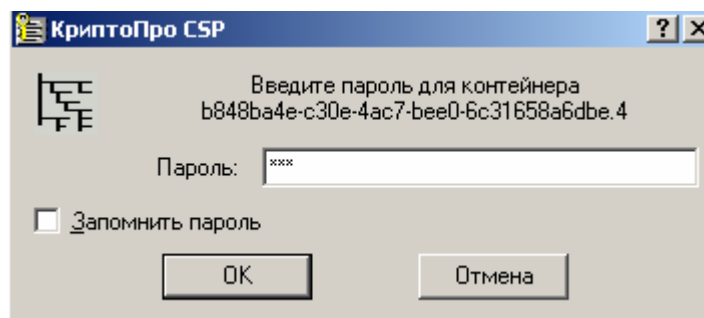 КриптоПро CSP
Введите пароль для контейнера
b848ba4e-c30e-4ac7-bee0-6c31658a6dbe.4
Пароль: ***
Запомнить пароль
OK Отмена